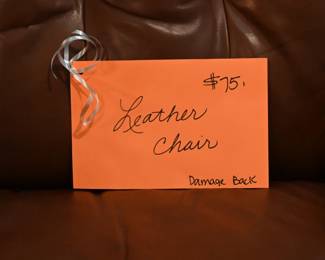 $75.
Leather
Chair
Damage Back